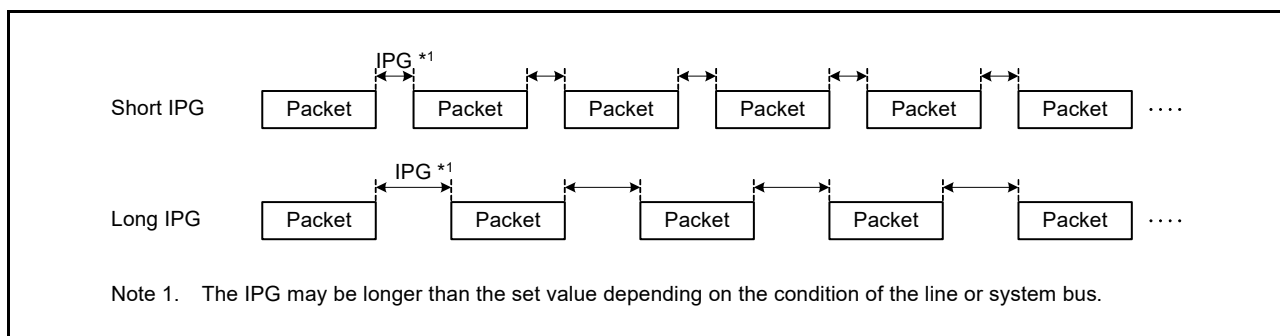 IPG *1
Short IPG Packet Packet Packet Packet Packet Packet ····
IPG *1
Long IPG Packet Packet Packet Packet Packet ····
Note 1. The IPG may be longer than the set value depending on the condition of the line or system bus.